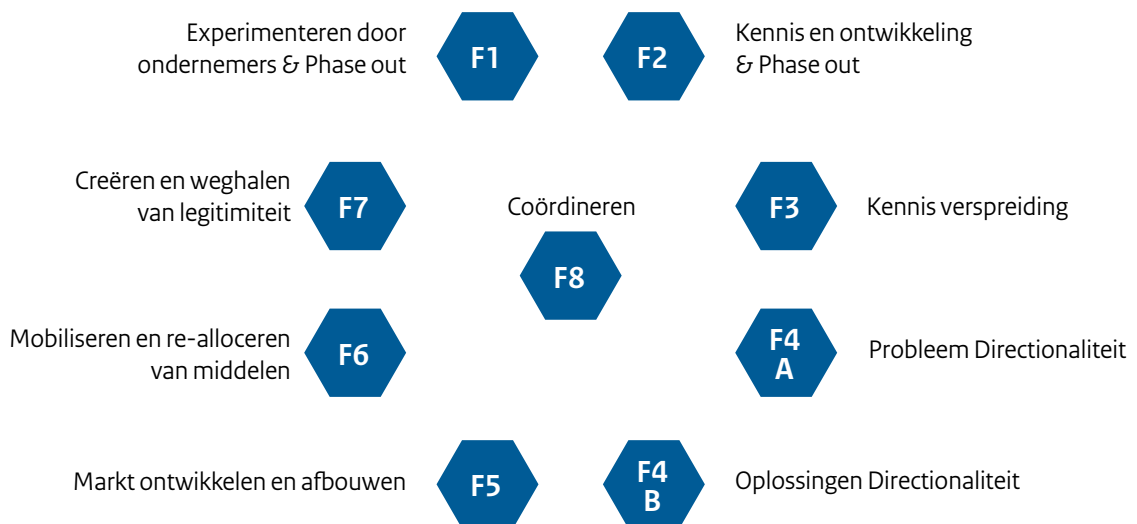 Experimenteren door
ondernemers & Phase out
F1
F2
Kennis en ontwikkeling
& Phase out
Creëren en weghalen
van legitimiteit
F7
Coördineren
F8
F3
Kennis verspreiding
Mobiliseren en re-alloceren
van middelen
F6
F4
A
Probleem Directionaliteit
Markt ontwikkelen en afbouwen
F5
F4
B
Oplossingen Directionaliteit